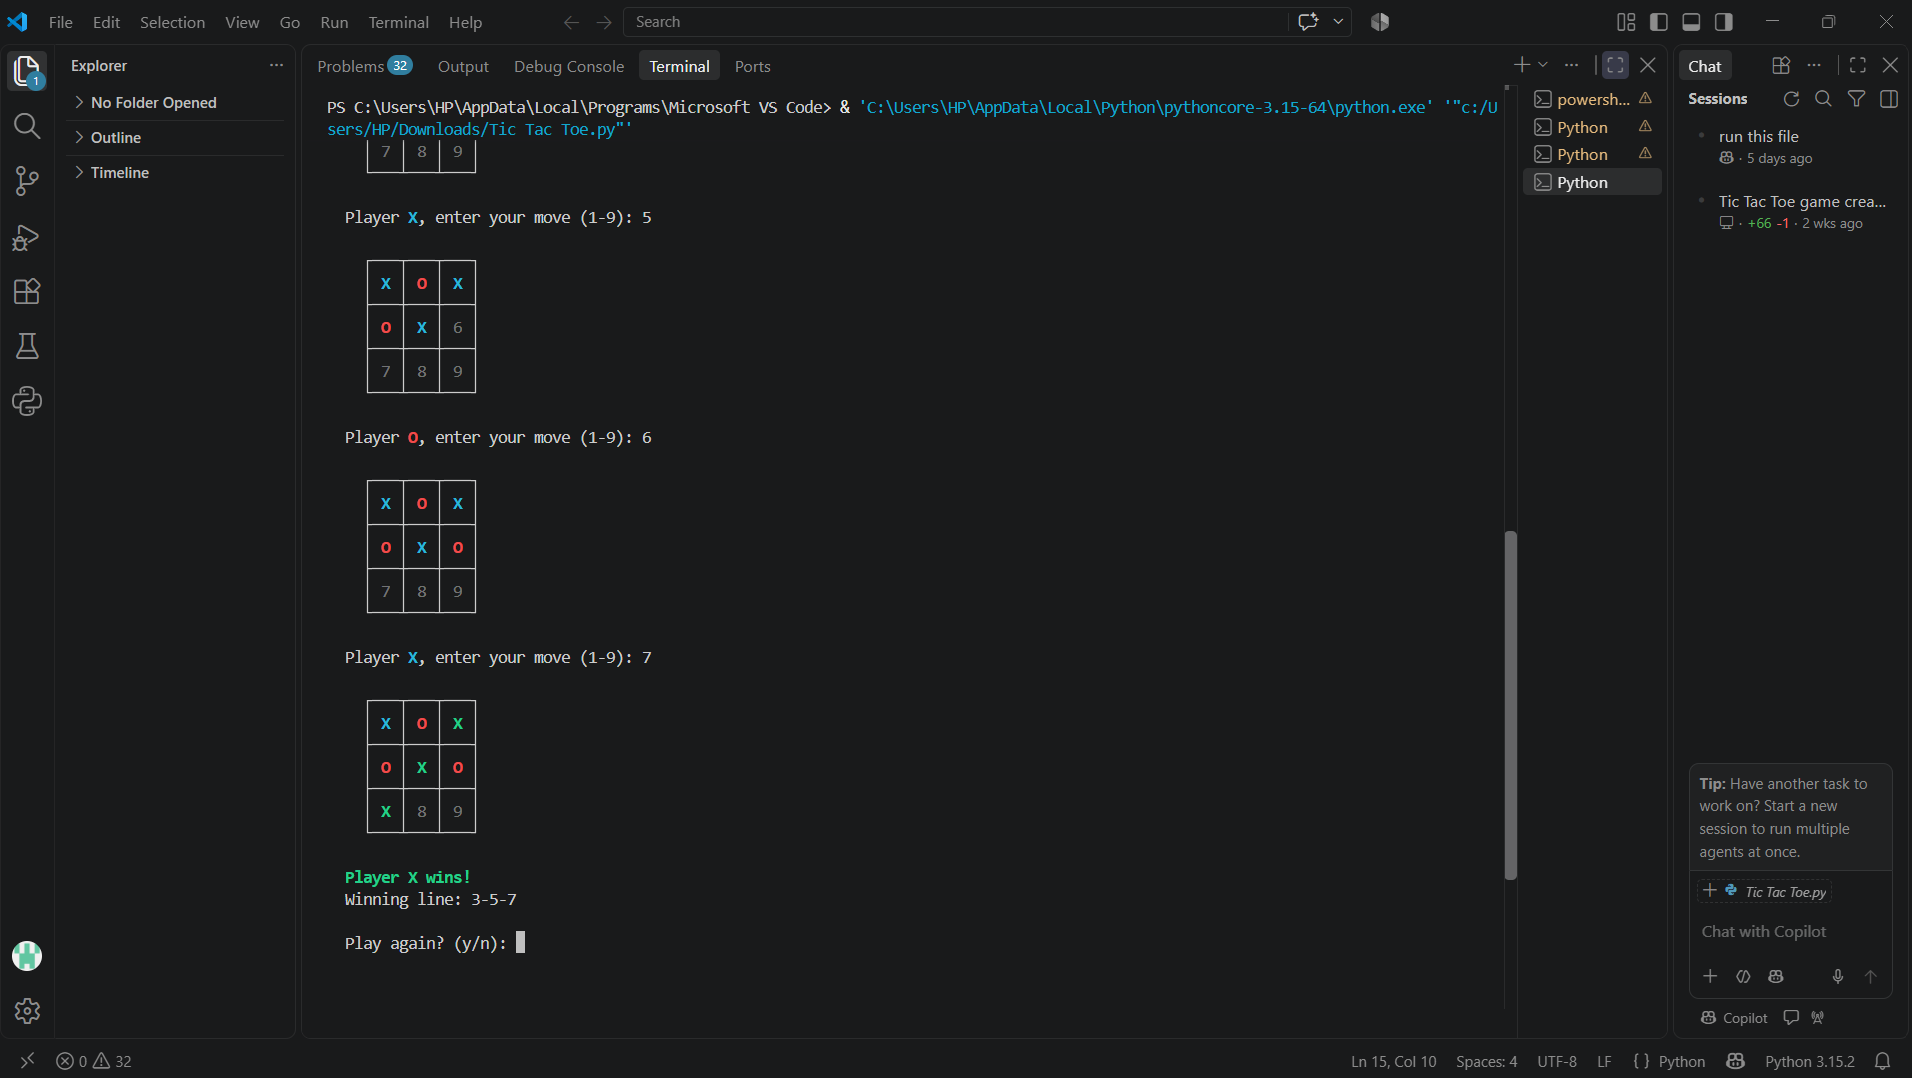 File Edit Selection View Go Run Terminal Help
Search
1
Explorer
No Folder Opened
Outline
Timeline
Problems 32 Output Debug Console Terminal Ports
PS C:\Users\HP\AppData\Local\Programs\Microsoft VS Code> & 'C:\Users\HP\AppData\Local\Python\pythoncore-3.15-64\python.exe' '"c:/U
sers/HP/Downloads/Tic Tac Toe.py"'
7 8 9
Player X, enter your move (1-9): 5
X O X
O X 6
7 8 9
Player O, enter your move (1-9): 6
X O X
O X O
7 8 9
Player X, enter your move (1-9): 7
X O X
O X O
X 8 9
Player X wins!
Winning line: 3-5-7
Play again? (y/n):
powersh...
Python
Python
Python
Chat
Sessions
run this file
· 5 days ago
Tic Tac Toe game crea...
· +66 -1 · 2 wks ago
Tip: Have another task to
work on? Start a new
session to run multiple
agents at once.
Tic Tac Toe.py
Chat with Copilot
Copilot
0 32
Ln 15, Col 10 Spaces: 4 UTF-8 LF {} Python Python 3.15.2